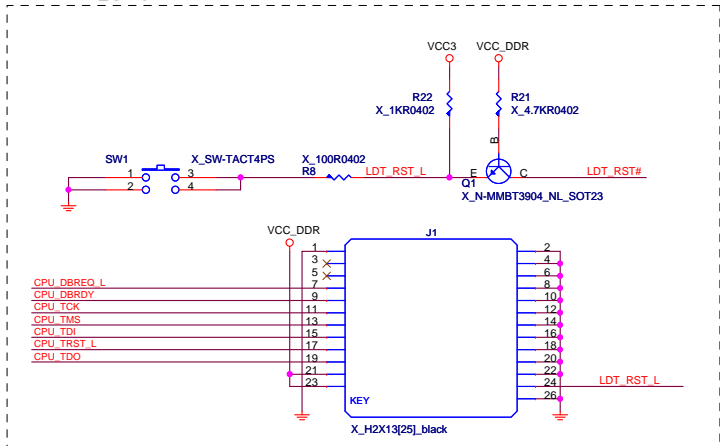 VCC3 VCC_DDR
R22 R21
X_1KR0402 X_4.7KR0402
B
SW1 X_SW-TACT4PS X_100R0402
1 3 R8 LDT_RST_L E C LDT_RST#
2 4 Q1
X_N-MMBT3904_NL_SOT23
VCC_DDR J1
1 2
3 4
5 6
CPU_DBREQ_L 7 8
CPU_DBRDY 9 10
CPU_TCK 11 12
CPU_TMS 13 14
CPU_TDI 15 16
CPU_TRST_L 17 18
CPU_TDO 19 20
21 22
23 24 LDT_RST_L
KEY 26
X_H2X13[25]_black